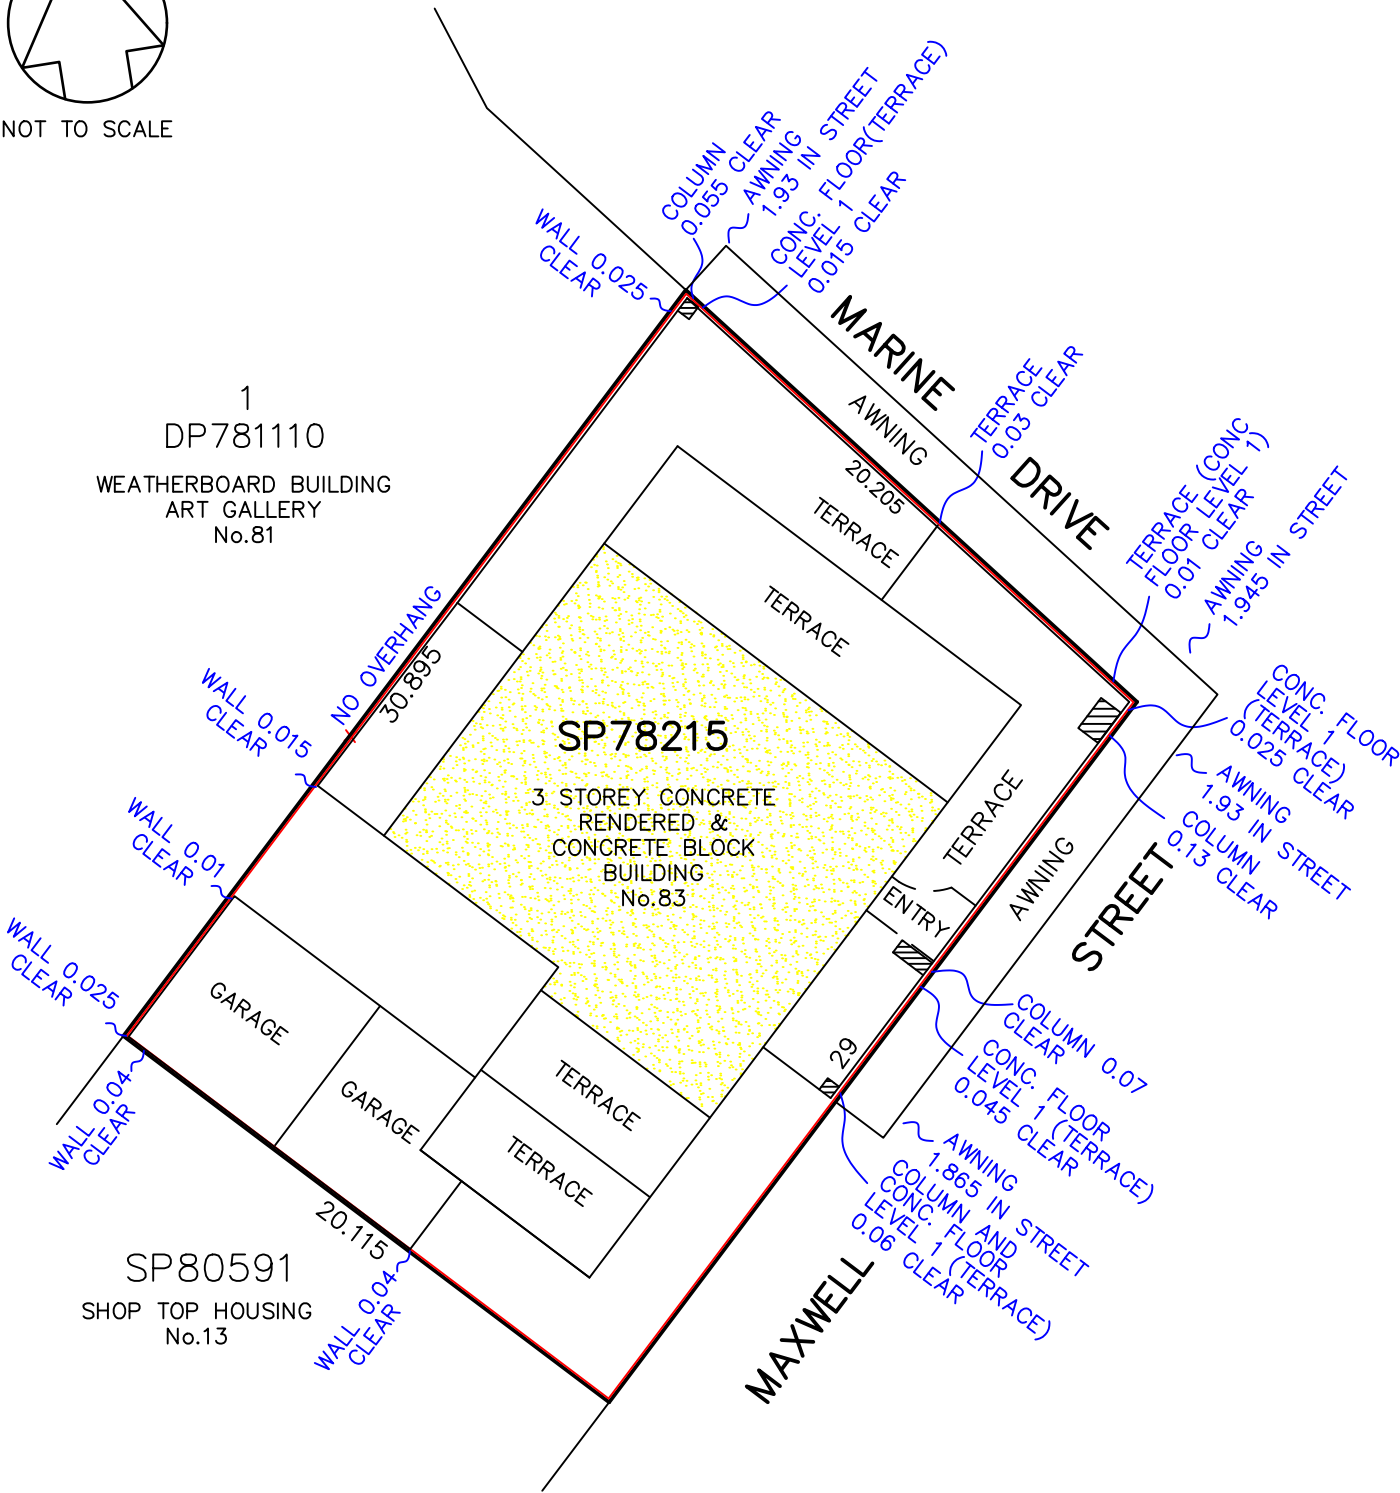 NOT TO SCALE
COLUMN
0.055 CLEAR
AWNING
1.93 IN STREET
CONC. FLOOR(TERRACE)
LEVEL 1
0.015 CLEAR
WALL 0.025
CLEAR
MARINE DRIVE
AWNING
20.205
TERRACE
0.03 CLEAR
TERRACE (CONC
FLOOR LEVEL 1)
0.01 CLEAR
AWNING
1.945 IN STREET
1
DP781110
WEATHERBOARD BUILDING
ART GALLERY
No.81
TERRACE
TERRACE
NO OVERHANG
30.895
WALL 0.015
CLEAR
CONC. FLOOR
LEVEL 1
(TERRACE)
0.025 CLEAR
AWNING
1.93 IN STREET
COLUMN
0.13 CLEAR
SP78215
3 STOREY CONCRETE
RENDERED &
CONCRETE BLOCK
BUILDING
No.83
TERRACE
AWNING
ENTRY
WALL 0.01
CLEAR
WALL 0.025
CLEAR
GARAGE
GARAGE
TERRACE
TERRACE
29
COLUMN 0.07
CLEAR
CONC. FLOOR
LEVEL 1 (TERRACE)
0.045 CLEAR
AWNING
1.865 IN STREET
COLUMN AND
CONC. FLOOR
LEVEL 1 (TERRACE)
0.06 CLEAR
WALL 0.04
CLEAR
20.115
WALL 0.04
CLEAR
SP80591
SHOP TOP HOUSING
No.13
MAXWELL STREET